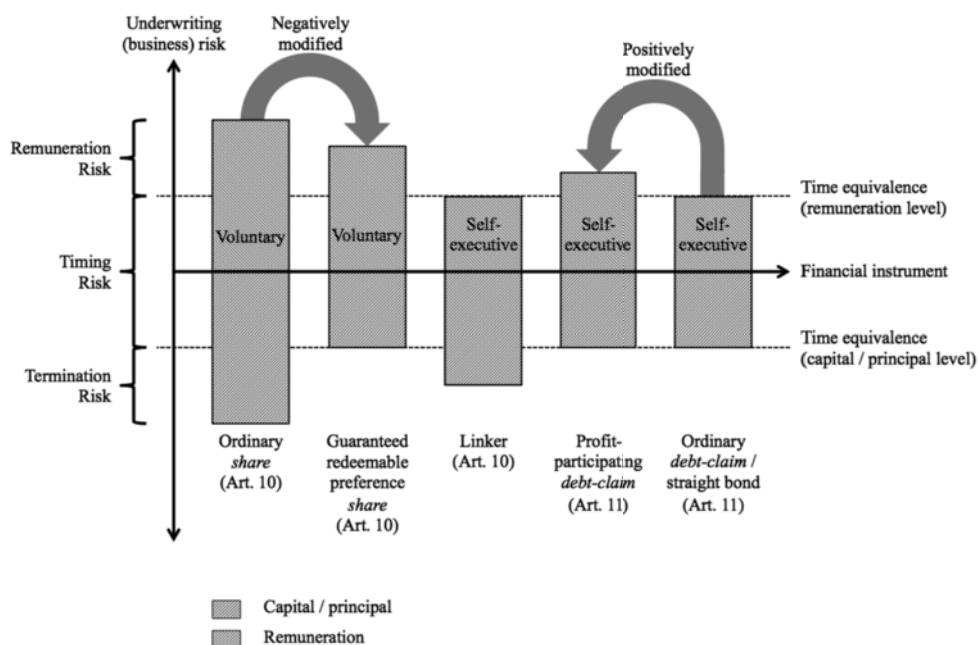 Underwriting
(business) risk
Negatively
modified
Positively
modified
Remuneration
Risk
Timing
Risk
Termination
Risk
Voluntary
Voluntary
Self-
executive
Self-
executive
Self-
executive
Time equivalence
(remuneration level)
Financial instrument
Time equivalence
(capital / principal level)
Ordinary
share
(Art. 10)
Guaranteed
redeemable
preference
share
(Art. 10)
Linker
(Art. 10)
Profit-
participating
debt-claim
(Art. 11)
Ordinary
debt-claim /
straight bond
(Art. 11)
Capital / principal
Remuneration